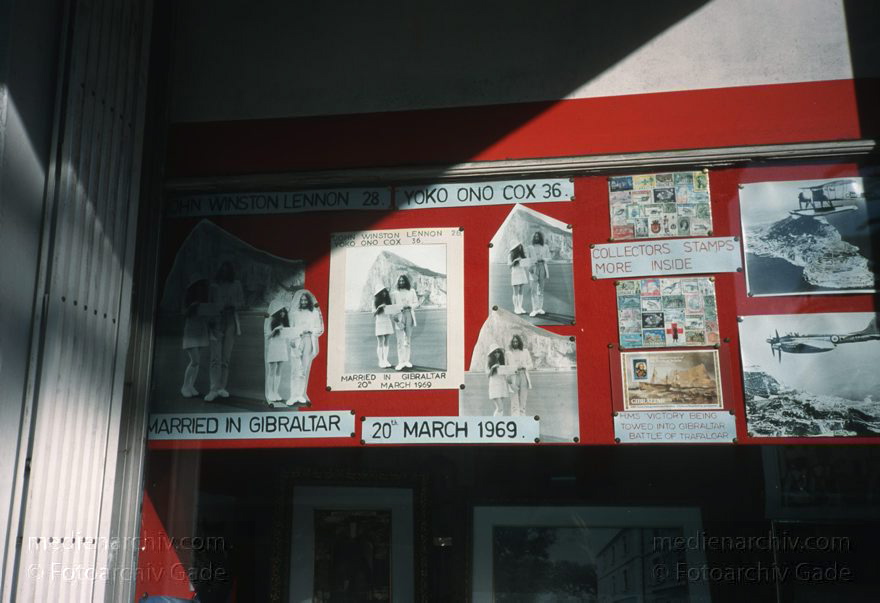 JOHN WINSTON LENNON 28.
YOKO ONO COX 36.
JOHN WINSTON LENNON 28
YOKO ONO COX 36
MARRIED IN GIBRALTAR
20th MARCH 1969
MARRIED IN GIBRALTAR
20th MARCH 1969.
COLLECTORS STAMPS
MORE INSIDE
GIBRALTAR
H.M.S 'VICTORY' BEING
TOWED INTO GIBRALTAR
BATTLE OF TRAFALGAR
medienarchiv.com
© Fotoarchiv Gade
medienarchiv.com
© Fotoarchiv Gade